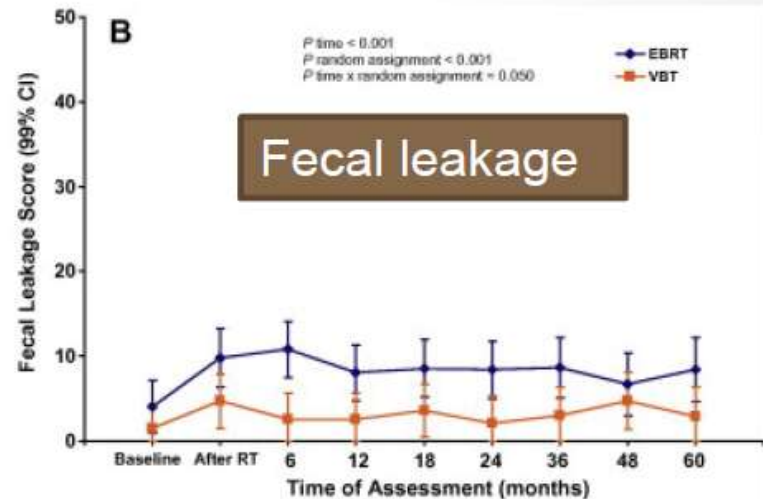 B
P time < 0.001
P random assignment < 0.001
P time x random assignment = 0.050
EBRT
VBT
Fecal leakage
Fecal Leakage Score (99% CI)
50
40
30
20
10
0
Baseline After RT 6 12 18 24 36 48 60
Time of Assessment (months)